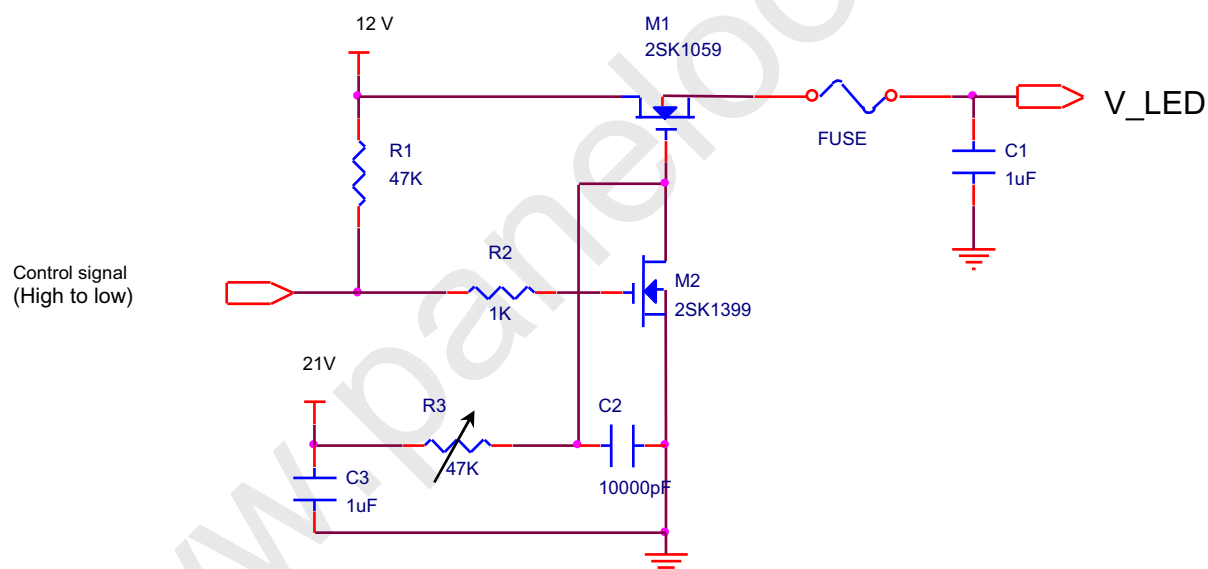 12 V
M1
2SK1059
V_LED
FUSE
R1
47K
C1
1uF
Control signal
(High to low)
R2
1K
M2
2SK1399
21V
R3
47K
C2
10000pF
C3
1uF
w.paneloo